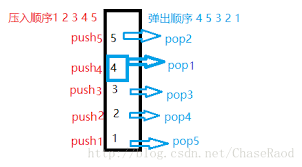 压入顺序1 2 3 4 5 弹出顺序 4 5 3 2 1
push5 5 pop2
push4 4 pop1
push3 3 pop3
push2 2 pop4
push1 1 pop5
http://blog.csdn.net/ChaseRaod